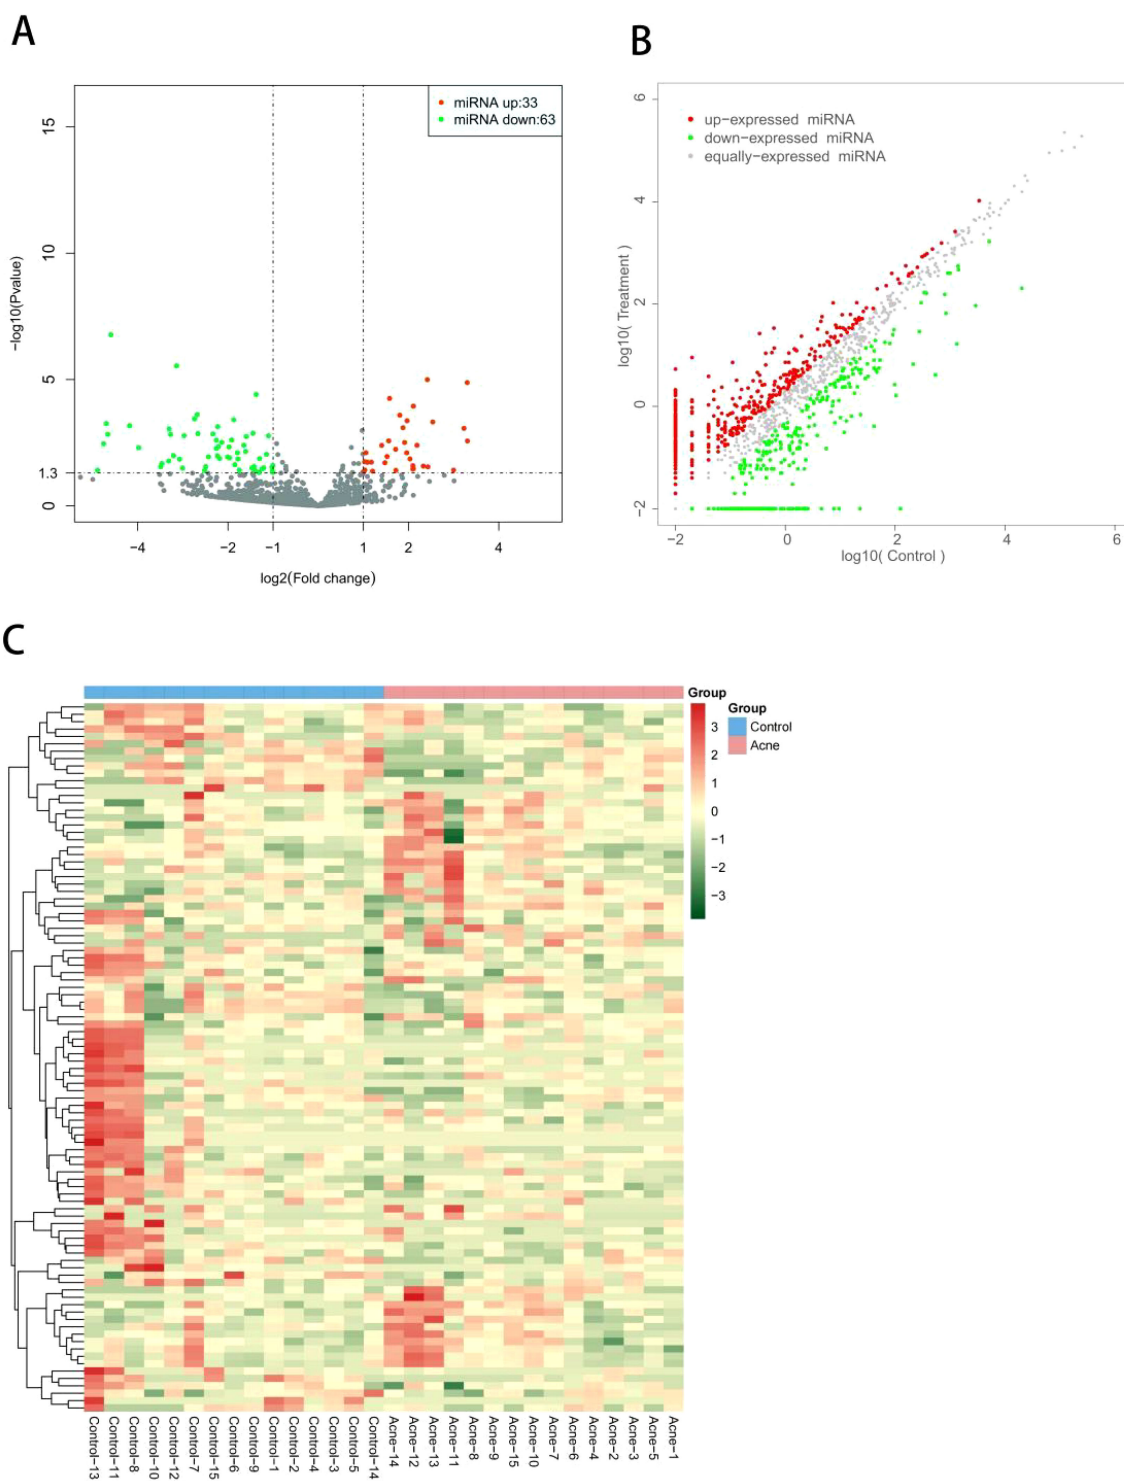 A
miRNA up:33
miRNA down:63
15
10
5
1.3
0
−log10(Pvalue)
−4
−2
−1
1
2
4
log2(Fold change)
B
up−expressed miRNA
down−expressed miRNA
equally−expressed miRNA
6
4
2
0
−2
log10( Treatment )
−2
0
2
4
6
log10( Control )
C
Group
3
2
1
0
−1
−2
−3
Group
Control
Acne
Control−13
Control−11
Control−8
Control−10
Control−12
Control−7
Control−15
Control−6
Control−9
Control−1
Control−2
Control−4
Control−3
Control−5
Control−14
Acne−14
Acne−12
Acne−13
Acne−11
Acne−8
Acne−9
Acne−15
Acne−10
Acne−7
Acne−6
Acne−4
Acne−2
Acne−3
Acne−5
Acne−1